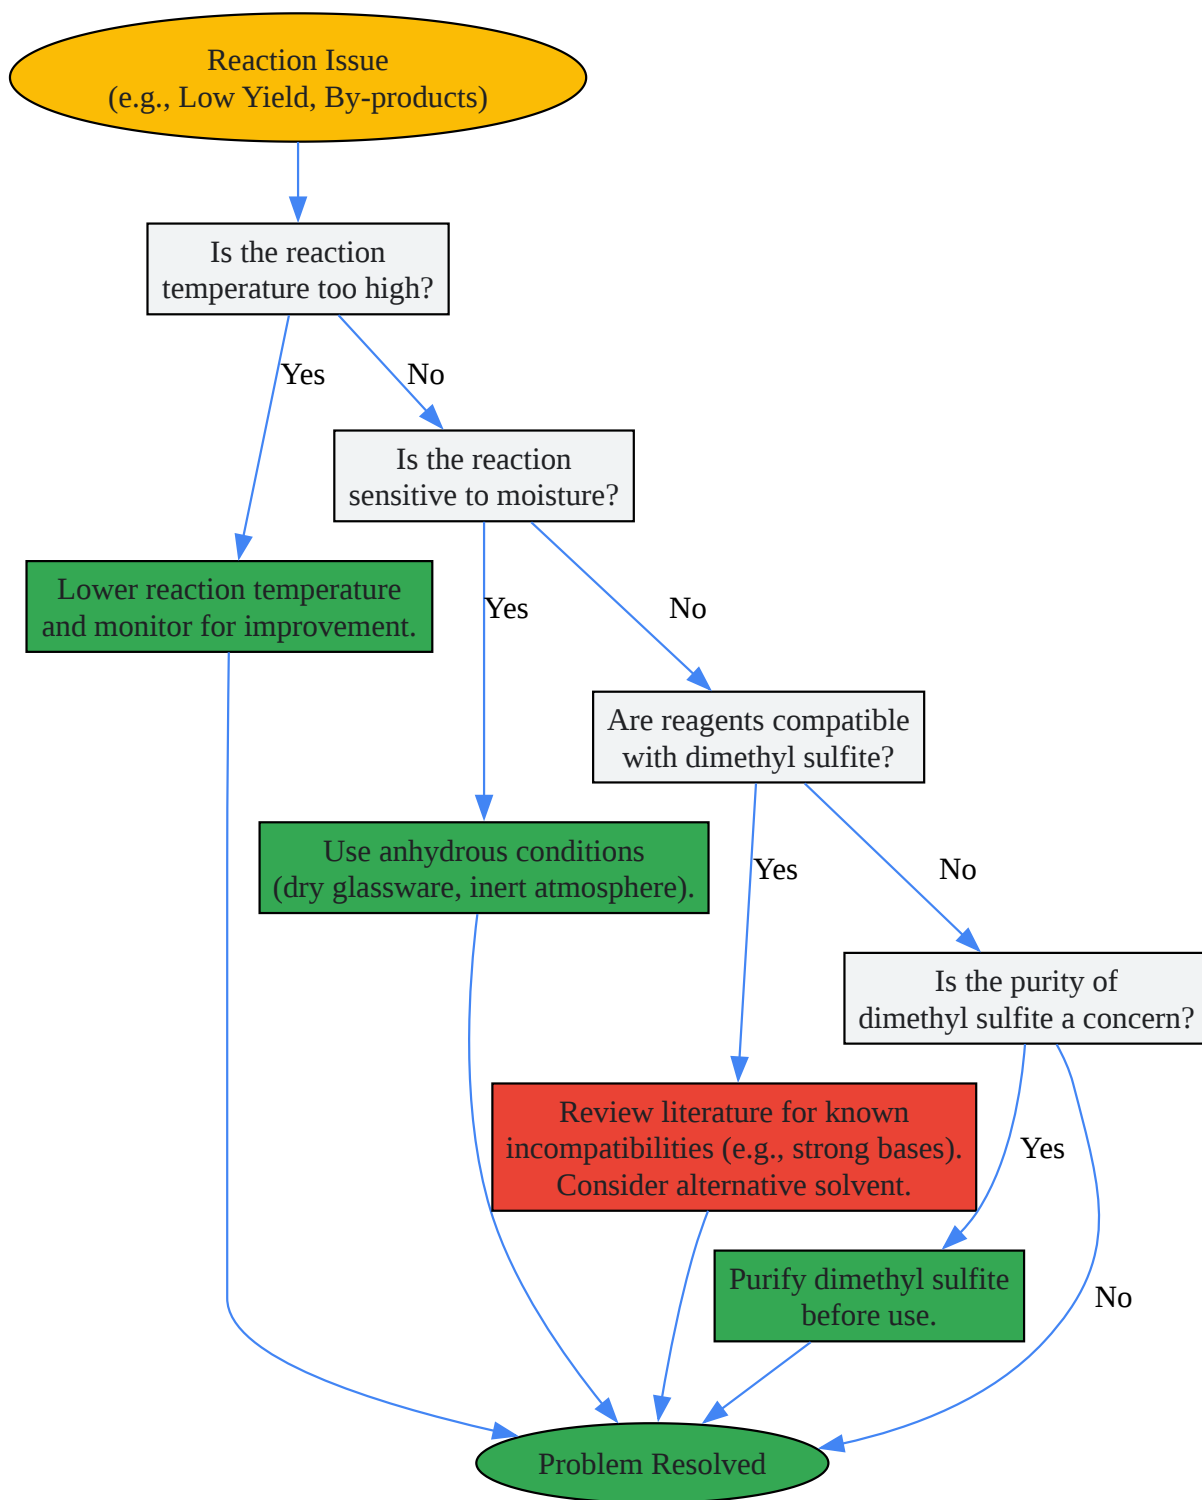 Reaction Issue
(e.g., Low Yield, By-products)
Is the reaction
temperature too high?
Yes
No
Is the reaction
sensitive to moisture?
Lower reaction temperature
and monitor for improvement.
Yes
No
Are reagents compatible
with dimethyl sulfite?
Use anhydrous conditions
(dry glassware, inert atmosphere).
Yes
No
Is the purity of
dimethyl sulfite a concern?
Review literature for known
incompatibilities (e.g., strong bases).
Consider alternative solvent.
Yes
Purify dimethyl sulfite
before use.
No
Problem Resolved